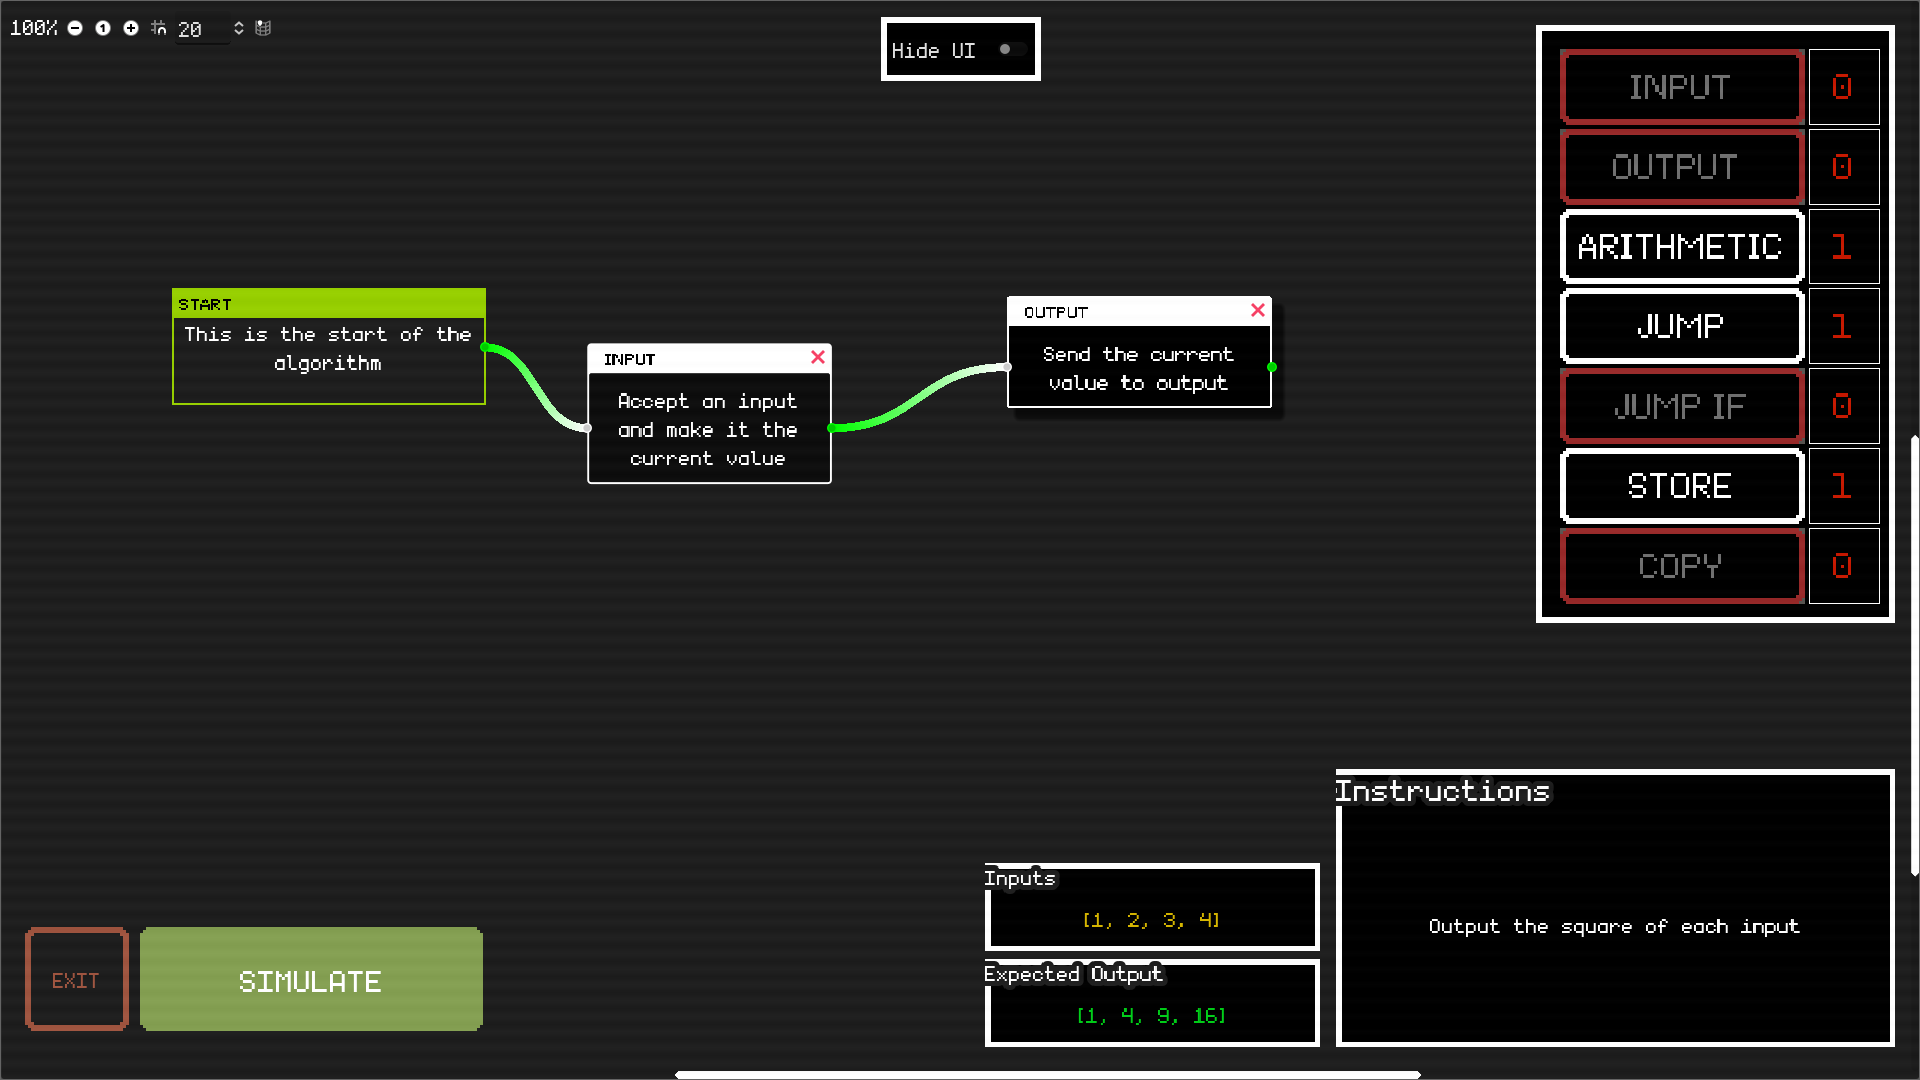 100%
20
Hide UI
START
This is the start of the
algorithm
INPUT
Accept an input
and make it the
current value
OUTPUT
Send the current
value to output
INPUT 0
OUTPUT 0
ARITHMETIC 1
JUMP 1
JUMP IF 0
STORE 1
COPY 0
EXIT
SIMULATE
Inputs
[1, 2, 3, 4]
Expected Output
[1, 4, 9, 16]
Instructions
Output the square of each input